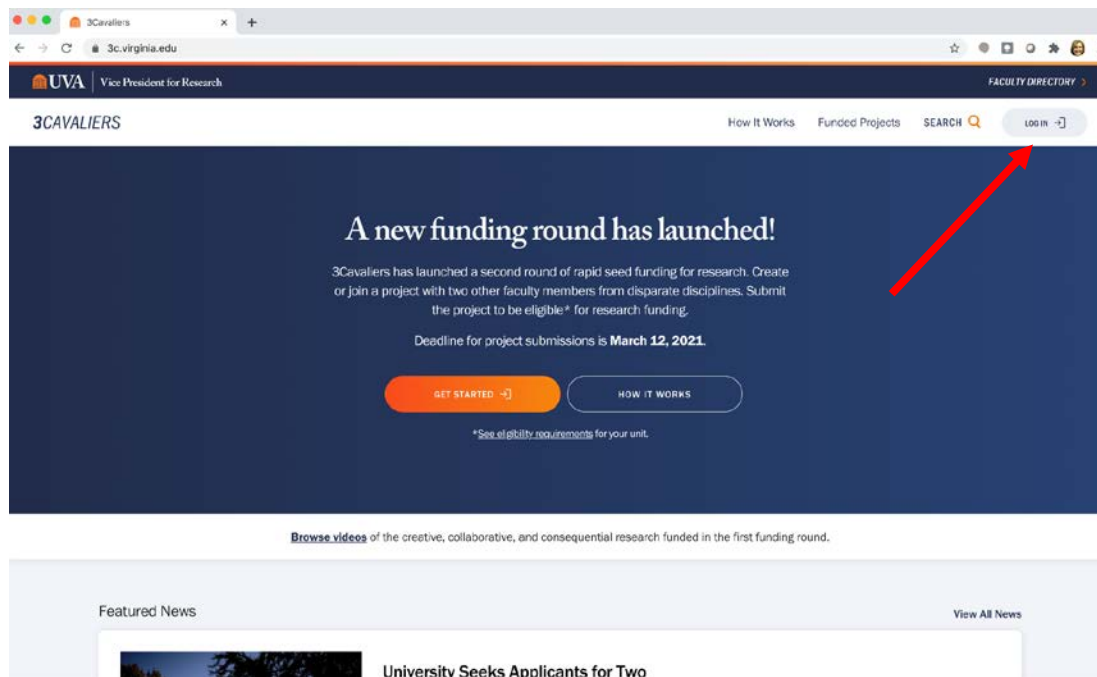 3Cavaliers
3c.virginia.edu
UVA Vice President for Research
FACULTY DIRECTORY
3CAVALIERS
How It Works
Funded Projects
SEARCH
LOG IN
A new funding round has launched!
3Cavaliers has launched a second round of rapid seed funding for research. Create
or join a project with two other faculty members from disparate disciplines. Submit
the project to be eligible* for research funding.
Deadline for project submissions is March 12, 2021.
GET STARTED
HOW IT WORKS
*See eligibility requirements for your unit.
Browse videos of the creative, collaborative, and consequential research funded in the first funding round.
Featured News
View All News
University Seeks Applicants for Two